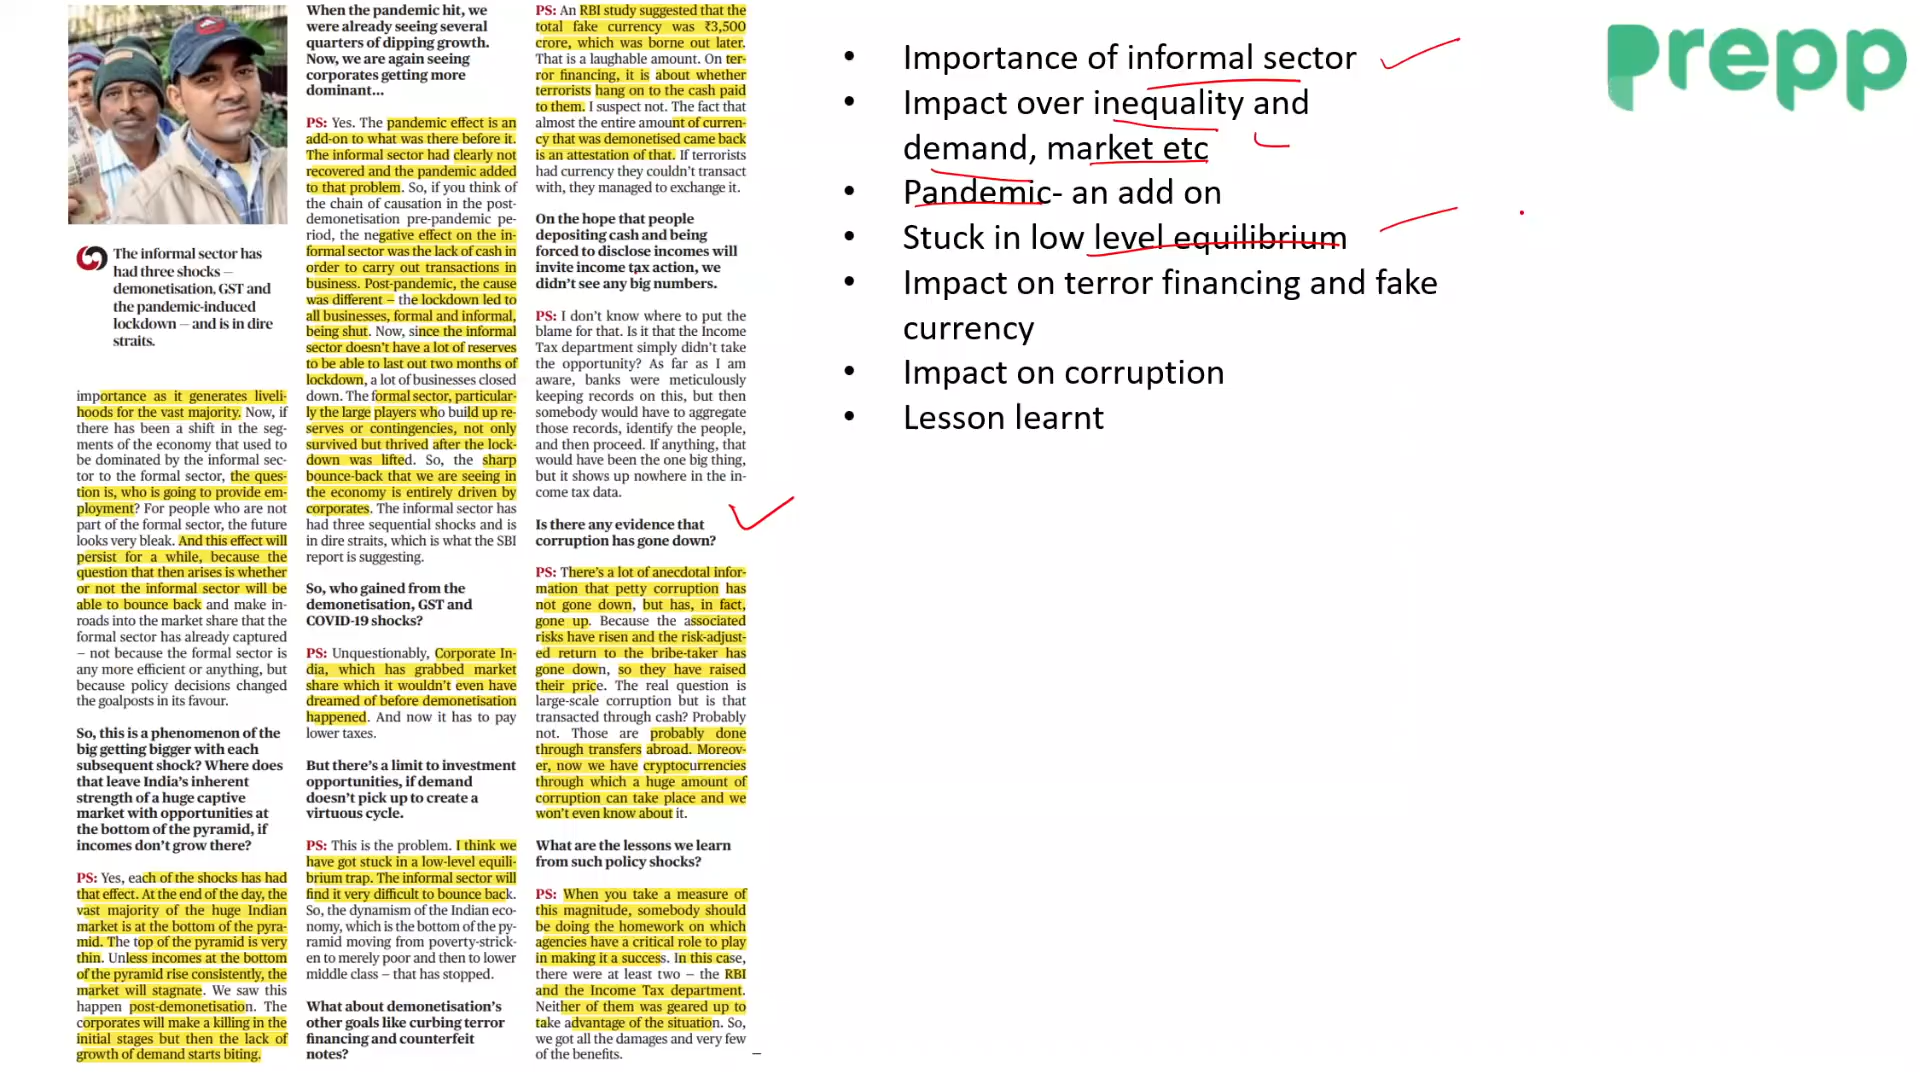 The informal sector has
had three shocks –
demonetisation, GST and
the pandemic-induced
lockdown – and is in dire
straits.
importance as it generates liveli-
hoods for the vast majority. Now, if
there has been a shift in the seg-
ments of the economy that used to
be dominated by the informal sec-
tor to the formal sector, the ques-
tion is, who is going to provide em-
ployment? For people who are not
part of the formal sector, the future
looks very bleak. And this effect will
persist for a while, because the
question that then arises is whether
or not the informal sector will be
able to bounce back and make in-
roads into the market share that the
formal sector has already captured
– not because the formal sector is
any more efficient or anything, but
because policy decisions changed
the goalposts in its favour.
So, this is a phenomenon of the
big getting bigger with each
subsequent shock? Where does
that leave India's inherent
strength of a huge captive
market with opportunities at
the bottom of the pyramid, if
incomes don't grow there?
PS: Yes, each of the shocks has had
that effect. At the end of the day, the
vast majority of the huge Indian
market is at the bottom of the pyra-
mid. The top of the pyramid is very
thin. Unless incomes at the bottom
of the pyramid rise consistently, the
market will stagnate. We saw this
happen post-demonetisation. The
corporates will make a killing in the
initial stages but then the lack of
growth of demand starts biting.
When the pandemic hit, we
were already seeing several
quarters of dipping growth.
Now, we are again seeing
corporates getting more
dominant...
PS: Yes. The pandemic effect is an
add-on to what was there before it.
The informal sector had clearly not
recovered and the pandemic added
to that problem. So, if you think of
the chain of causation in the post-
demonetisation pre-pandemic pe-
riod, the negative effect on the in-
formal sector was the lack of cash in
order to carry out transactions in
business. Post-pandemic, the cause
was different – the lockdown led to
all businesses, formal and informal,
being shut. Now, since the informal
sector doesn't have a lot of reserves
to be able to last out two months of
lockdown, a lot of businesses closed
down. The formal sector, particular-
ly the large players who build up re-
serves or contingencies, not only
survived but thrived after the lock-
down was lifted. So, the sharp
bounce-back that we are seeing in
the economy is entirely driven by
corporates. The informal sector has
had three sequential shocks and is
in dire straits, which is what the SBI
report is suggesting.
So, who gained from the
demonetisation, GST and
COVID-19 shocks?
PS: Unquestionably, Corporate In-
dia, which has grabbed market
share which it wouldn't even have
dreamed of before demonetisation
happened. And now it has to pay
lower taxes.
But there's a limit to investment
opportunities, if demand
doesn't pick up to create a
virtuous cycle.
PS: This is the problem. I think we
have got stuck in a low-level equili-
brium trap. The informal sector will
find it very difficult to bounce back.
So, the dynamism of the Indian eco-
nomy, which is the bottom of the py-
ramid moving from poverty-strick-
en to merely poor and then to lower
middle class – that has stopped.
What about demonetisation's
other goals like curbing terror
financing and counterfeit
notes?
PS: An RBI study suggested that the
total fake currency was ₹3,500
crore, which was borne out later.
That is a laughable amount. On ter-
ror financing, it is about whether
terrorists hang on to the cash paid
to them. I suspect not. The fact that
almost the entire amount of curren-
cy that was demonetised came back
is an attestation of that. If terrorists
had currency they couldn't transact
with, they managed to exchange it.
On the hope that people
depositing cash and being
forced to disclose incomes will
invite income tax action, we
didn't see any big numbers.
PS: I don't know where to put the
blame for that. Is it that the Income
Tax department simply didn't take
the opportunity? As far as I am
aware, banks were meticulously
keeping records on this, but then
somebody would have to aggregate
those records, identify the people,
and then proceed. If anything, that
would have been the one big thing,
but it shows up nowhere in the in-
come tax data.
Is there any evidence that
corruption has gone down?
PS: There's a lot of anecdotal infor-
mation that petty corruption has
not gone down, but has, in fact,
gone up. Because the associated
risks have risen and the risk-adjust-
ed return to the bribe-taker has
gone down, so they have raised
their price. The real question is
large-scale corruption but is that
transacted through cash? Probably
not. Those are probably done
through transfers abroad. Moreov-
er, now we have cryptocurrencies
through which a huge amount of
corruption can take place and we
won't even know about it.
What are the lessons we learn
from such policy shocks?
PS: When you take a measure of
this magnitude, somebody should
be doing the homework on which
agencies have a critical role to play
in making it a success. In this case,
there were at least two – the RBI
and the Income Tax department.
Neither of them was geared up to
take advantage of the situation. So,
we got all the damages and very few
of the benefits.
• Importance of informal sector
• Impact over inequality and
demand, market etc
• Pandemic- an add on
• Stuck in low level equilibrium
• Impact on terror financing and fake
currency
• Impact on corruption
• Lesson learnt
prepp